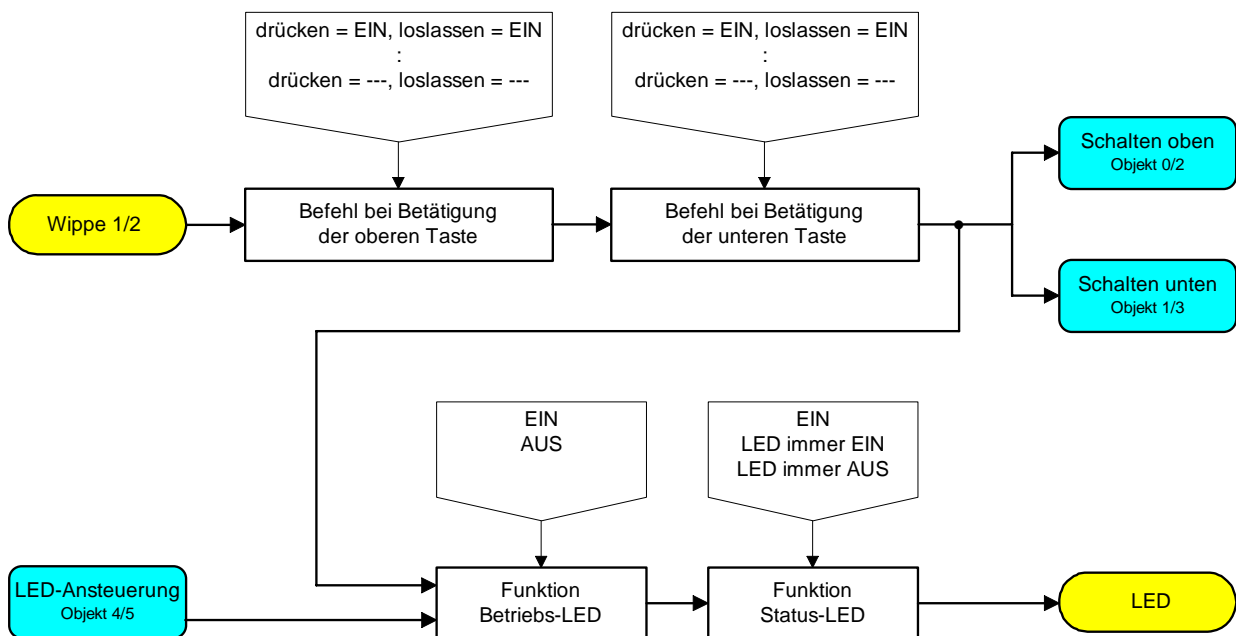 drücken = EIN, loslassen = EIN
:
drücken = ---, loslassen = ---
drücken = EIN, loslassen = EIN
:
drücken = ---, loslassen = ---
Wippe 1/2
Befehl bei Betätigung
der oberen Taste
Befehl bei Betätigung
der unteren Taste
Schalten oben
Objekt 0/2
Schalten unten
Objekt 1/3
EIN
AUS
EIN
LED immer EIN
LED immer AUS
LED-Ansteuerung
Objekt 4/5
Funktion
Betriebs-LED
Funktion
Status-LED
LED